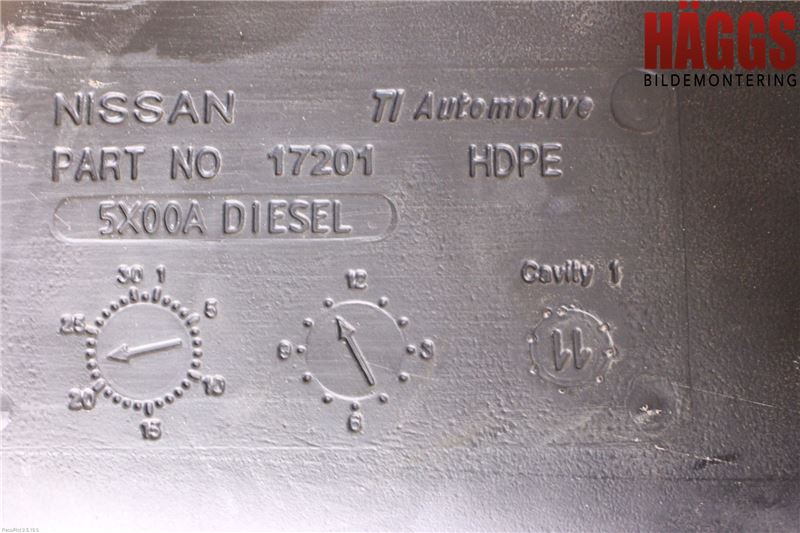 HÄGGS
BILDEMONTERING
NISSAN TI Automotive
PART NO 17201 HDPE
5X00A DIESEL
30 1 5 10 15 20 25
12 3 6 9
Cavity 1
11